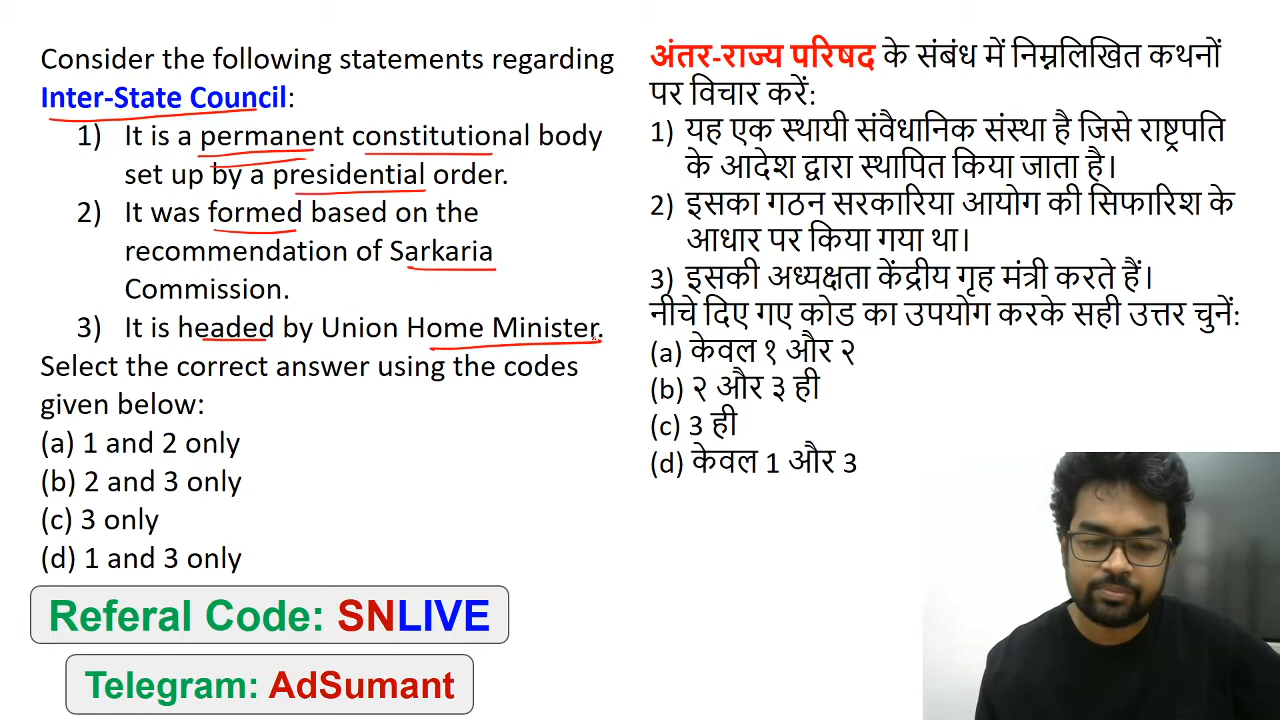 Consider the following statements regarding
Inter-State Council:
1) It is a permanent constitutional body
set up by a presidential order.
2) It was formed based on the
recommendation of Sarkaria
Commission.
3) It is headed by Union Home Minister.
Select the correct answer using the codes
given below:
(a) 1 and 2 only
(b) 2 and 3 only
(c) 3 only
(d) 1 and 3 only
Referal Code: SNLIVE
Telegram: AdSumant
अंतर-राज्य परिषद के संबंध में निम्नलिखित कथनों
पर विचार करें:
1) यह एक स्थायी संवैधानिक संस्था है जिसे राष्ट्रपति
के आदेश द्वारा स्थापित किया जाता है।
2) इसका गठन सरकारिया आयोग की सिफारिश के
आधार पर किया गया था।
3) इसकी अध्यक्षता केंद्रीय गृह मंत्री करते हैं।
नीचे दिए गए कोड का उपयोग करके सही उत्तर चुनें:
(a) केवल १ और २
(b) २ और ३ ही
(c) 3 ही
(d) केवल 1 और 3